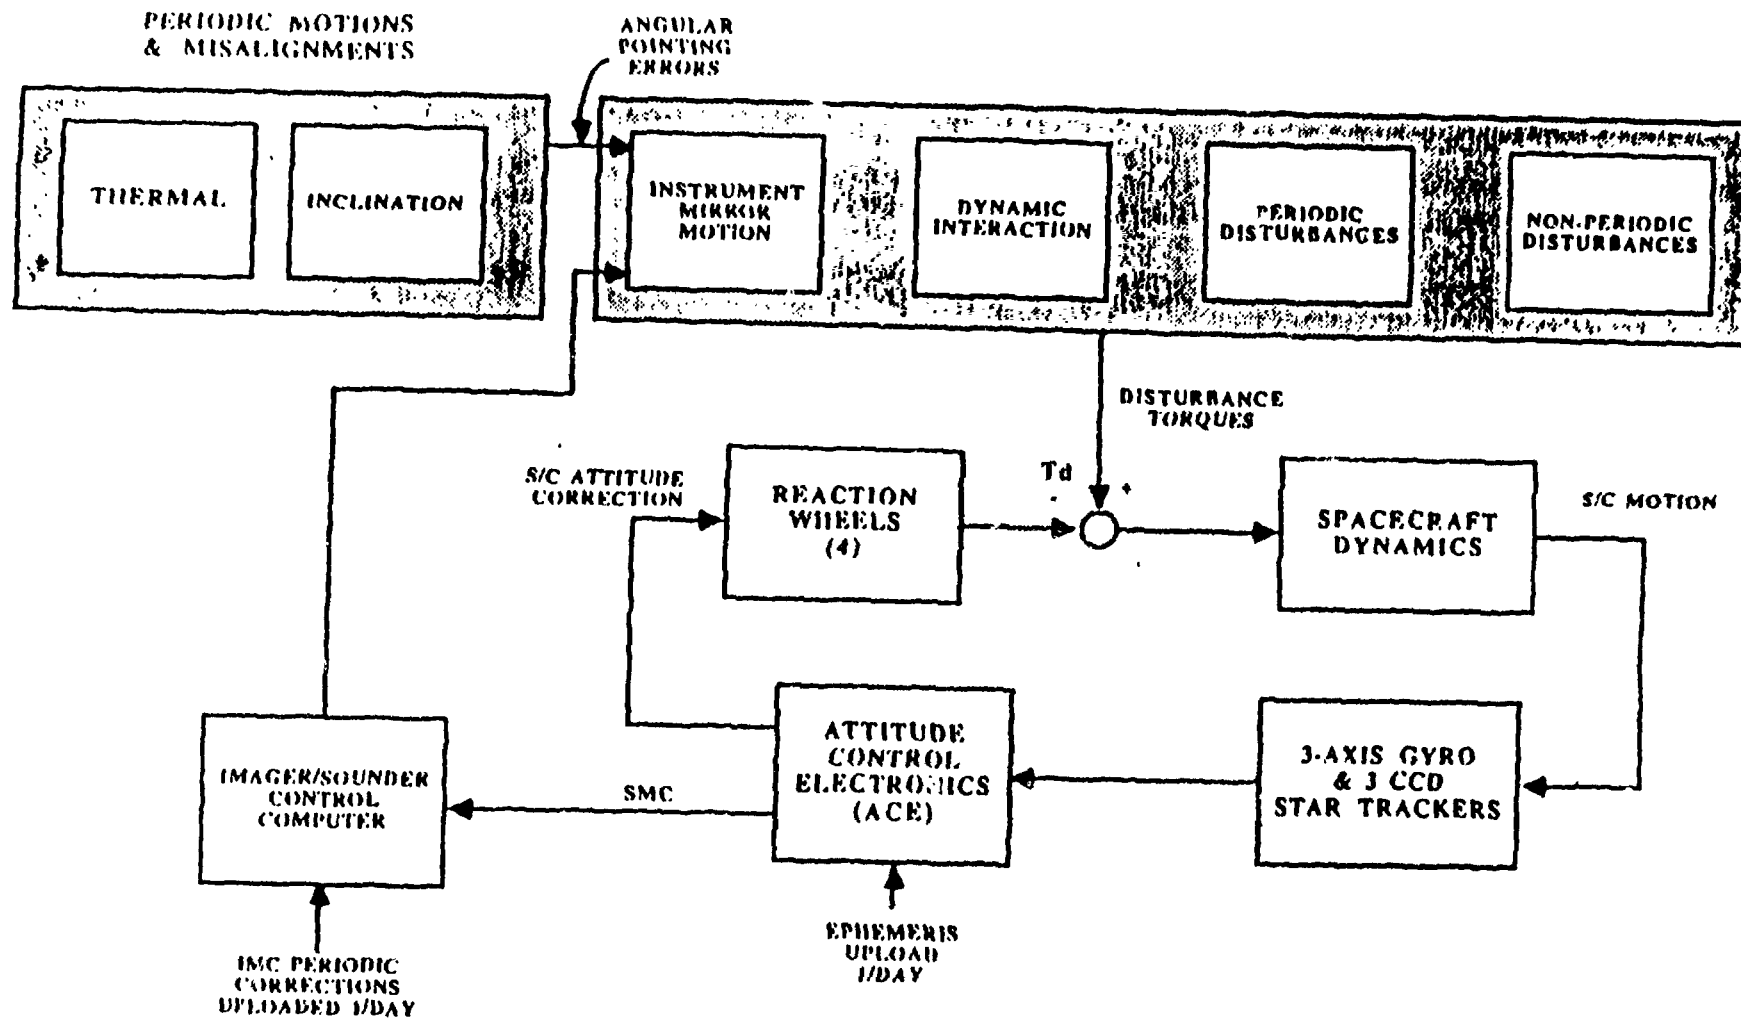 PERIODIC MOTIONS
& MISALIGNMENTS
ANGULAR
POINTING
ERRORS
THERMAL
INCLINATION
INSTRUMENT
MIRROR
MOTION
DYNAMIC
INTERACTION
PERIODIC
DISTURBANCES
NON-PERIODIC
DISTURBANCES
DISTURBANCE
TORQUES
S/C ATTITUDE
CORRECTION
REACTION
WHEELS
(4)
Td
-
+
SPACECRAFT
DYNAMICS
S/C MOTION
IMAGER/SOUNDER
CONTROL
COMPUTER
SMC
ATTITUDE
CONTROL
ELECTRONICS
(ACE)
3-AXIS GYRO
& 3 CCD
STAR TRACKERS
IMC PERIODIC
CORRECTIONS
UPLOADED 1/DAY
EPHEMERIS
UPLOAD
1/DAY